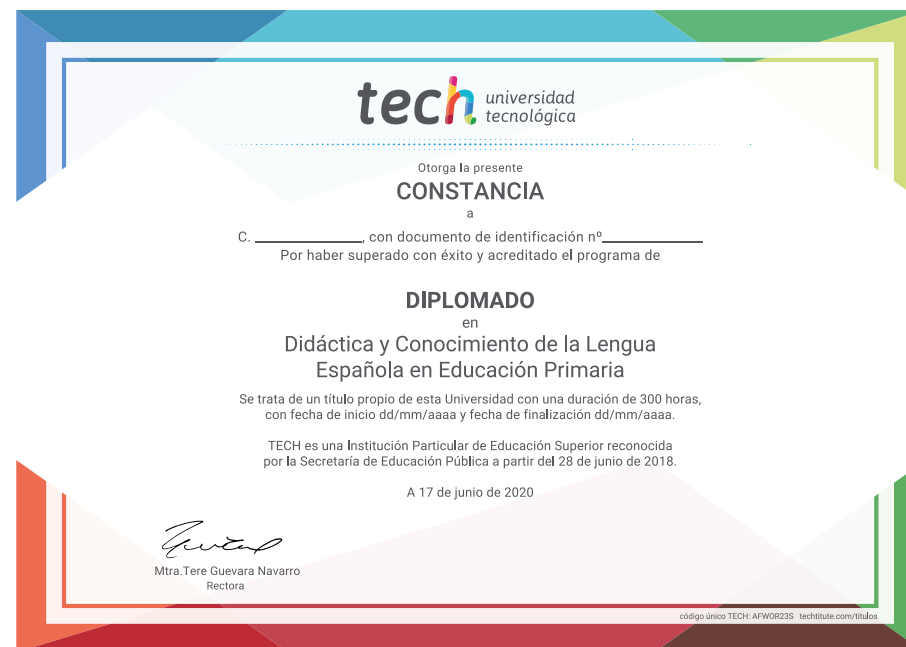 tech universidad
tecnológica
Otorga la presente
CONSTANCIA
a
C. ____________, con documento de identificación nº____________
Por haber superado con éxito y acreditado el programa de
DIPLOMADO
en
Didáctica y Conocimiento de la Lengua
Española en Educación Primaria
Se trata de un título propio de esta Universidad con una duración de 300 horas,
con fecha de inicio dd/mm/aaaa y fecha de finalización dd/mm/aaaa.
TECH es una Institución Particular de Educación Superior reconocida
por la Secretaría de Educación Pública a partir del 28 de junio de 2018.
A 17 de junio de 2020
Mtra.Tere Guevara Navarro
Rectora
código único TECH: AFWOR23S techtitute.com/titulos